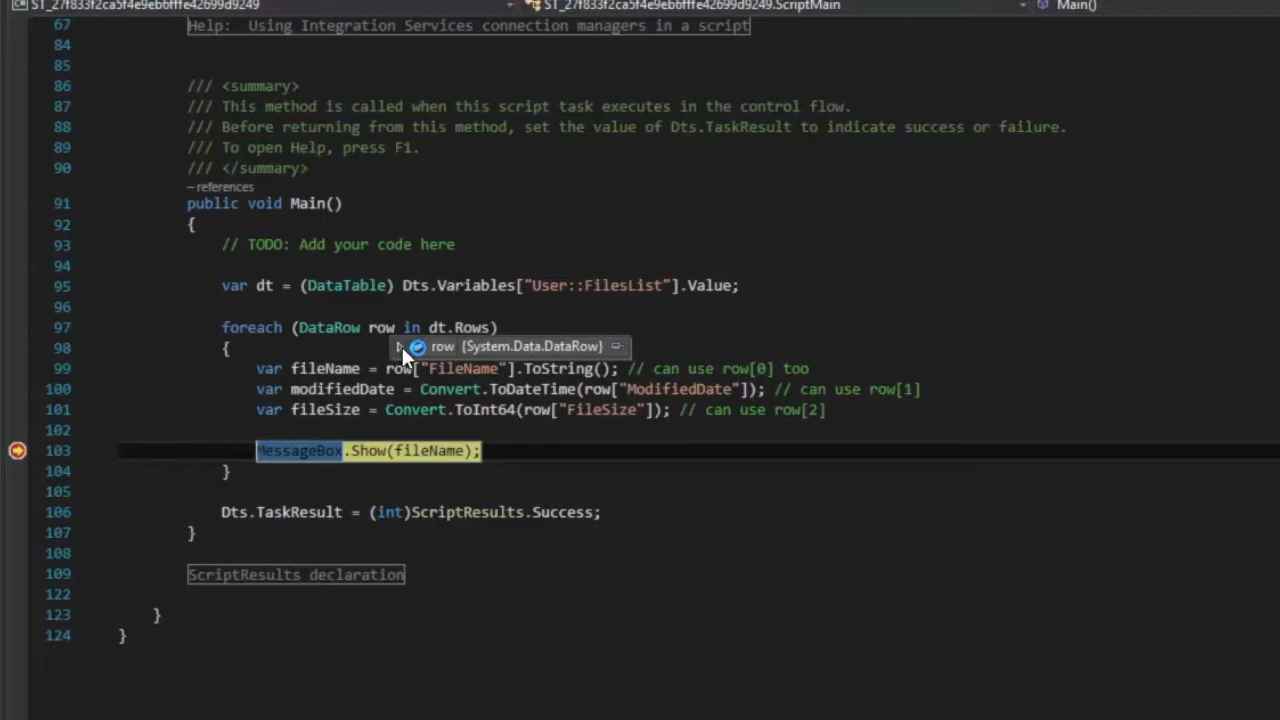 ST_27f833f2ca5f4e9eb6fffe42699d9249 ST_27f833f2ca5f4e9eb6fffe42699d9249.ScriptMain Main()
67 Help:  Using Integration Services connection managers in a script
84
85
86 /// <summary>
87 /// This method is called when this script task executes in the control flow.
88 /// Before returning from this method, set the value of Dts.TaskResult to indicate success or failure.
89 /// To open Help, press F1.
90 /// </summary>
– references
91 public void Main()
92 {
93 // TODO: Add your code here
94
95 var dt = (DataTable) Dts.Variables["User::FilesList"].Value;
96
97 foreach (DataRow row in dt.Rows)
98 {
row {System.Data.DataRow}
99 var fileName = row["FileName"].ToString(); // can use row[0] too
100 var modifiedDate = Convert.ToDateTime(row["ModifiedDate"]); // can use row[1]
101 var fileSize = Convert.ToInt64(row["FileSize"]); // can use row[2]
102
103 MessageBox.Show(fileName);
104 }
105
106 Dts.TaskResult = (int)ScriptResults.Success;
107 }
108
109 ScriptResults declaration
122
123 }
124 }